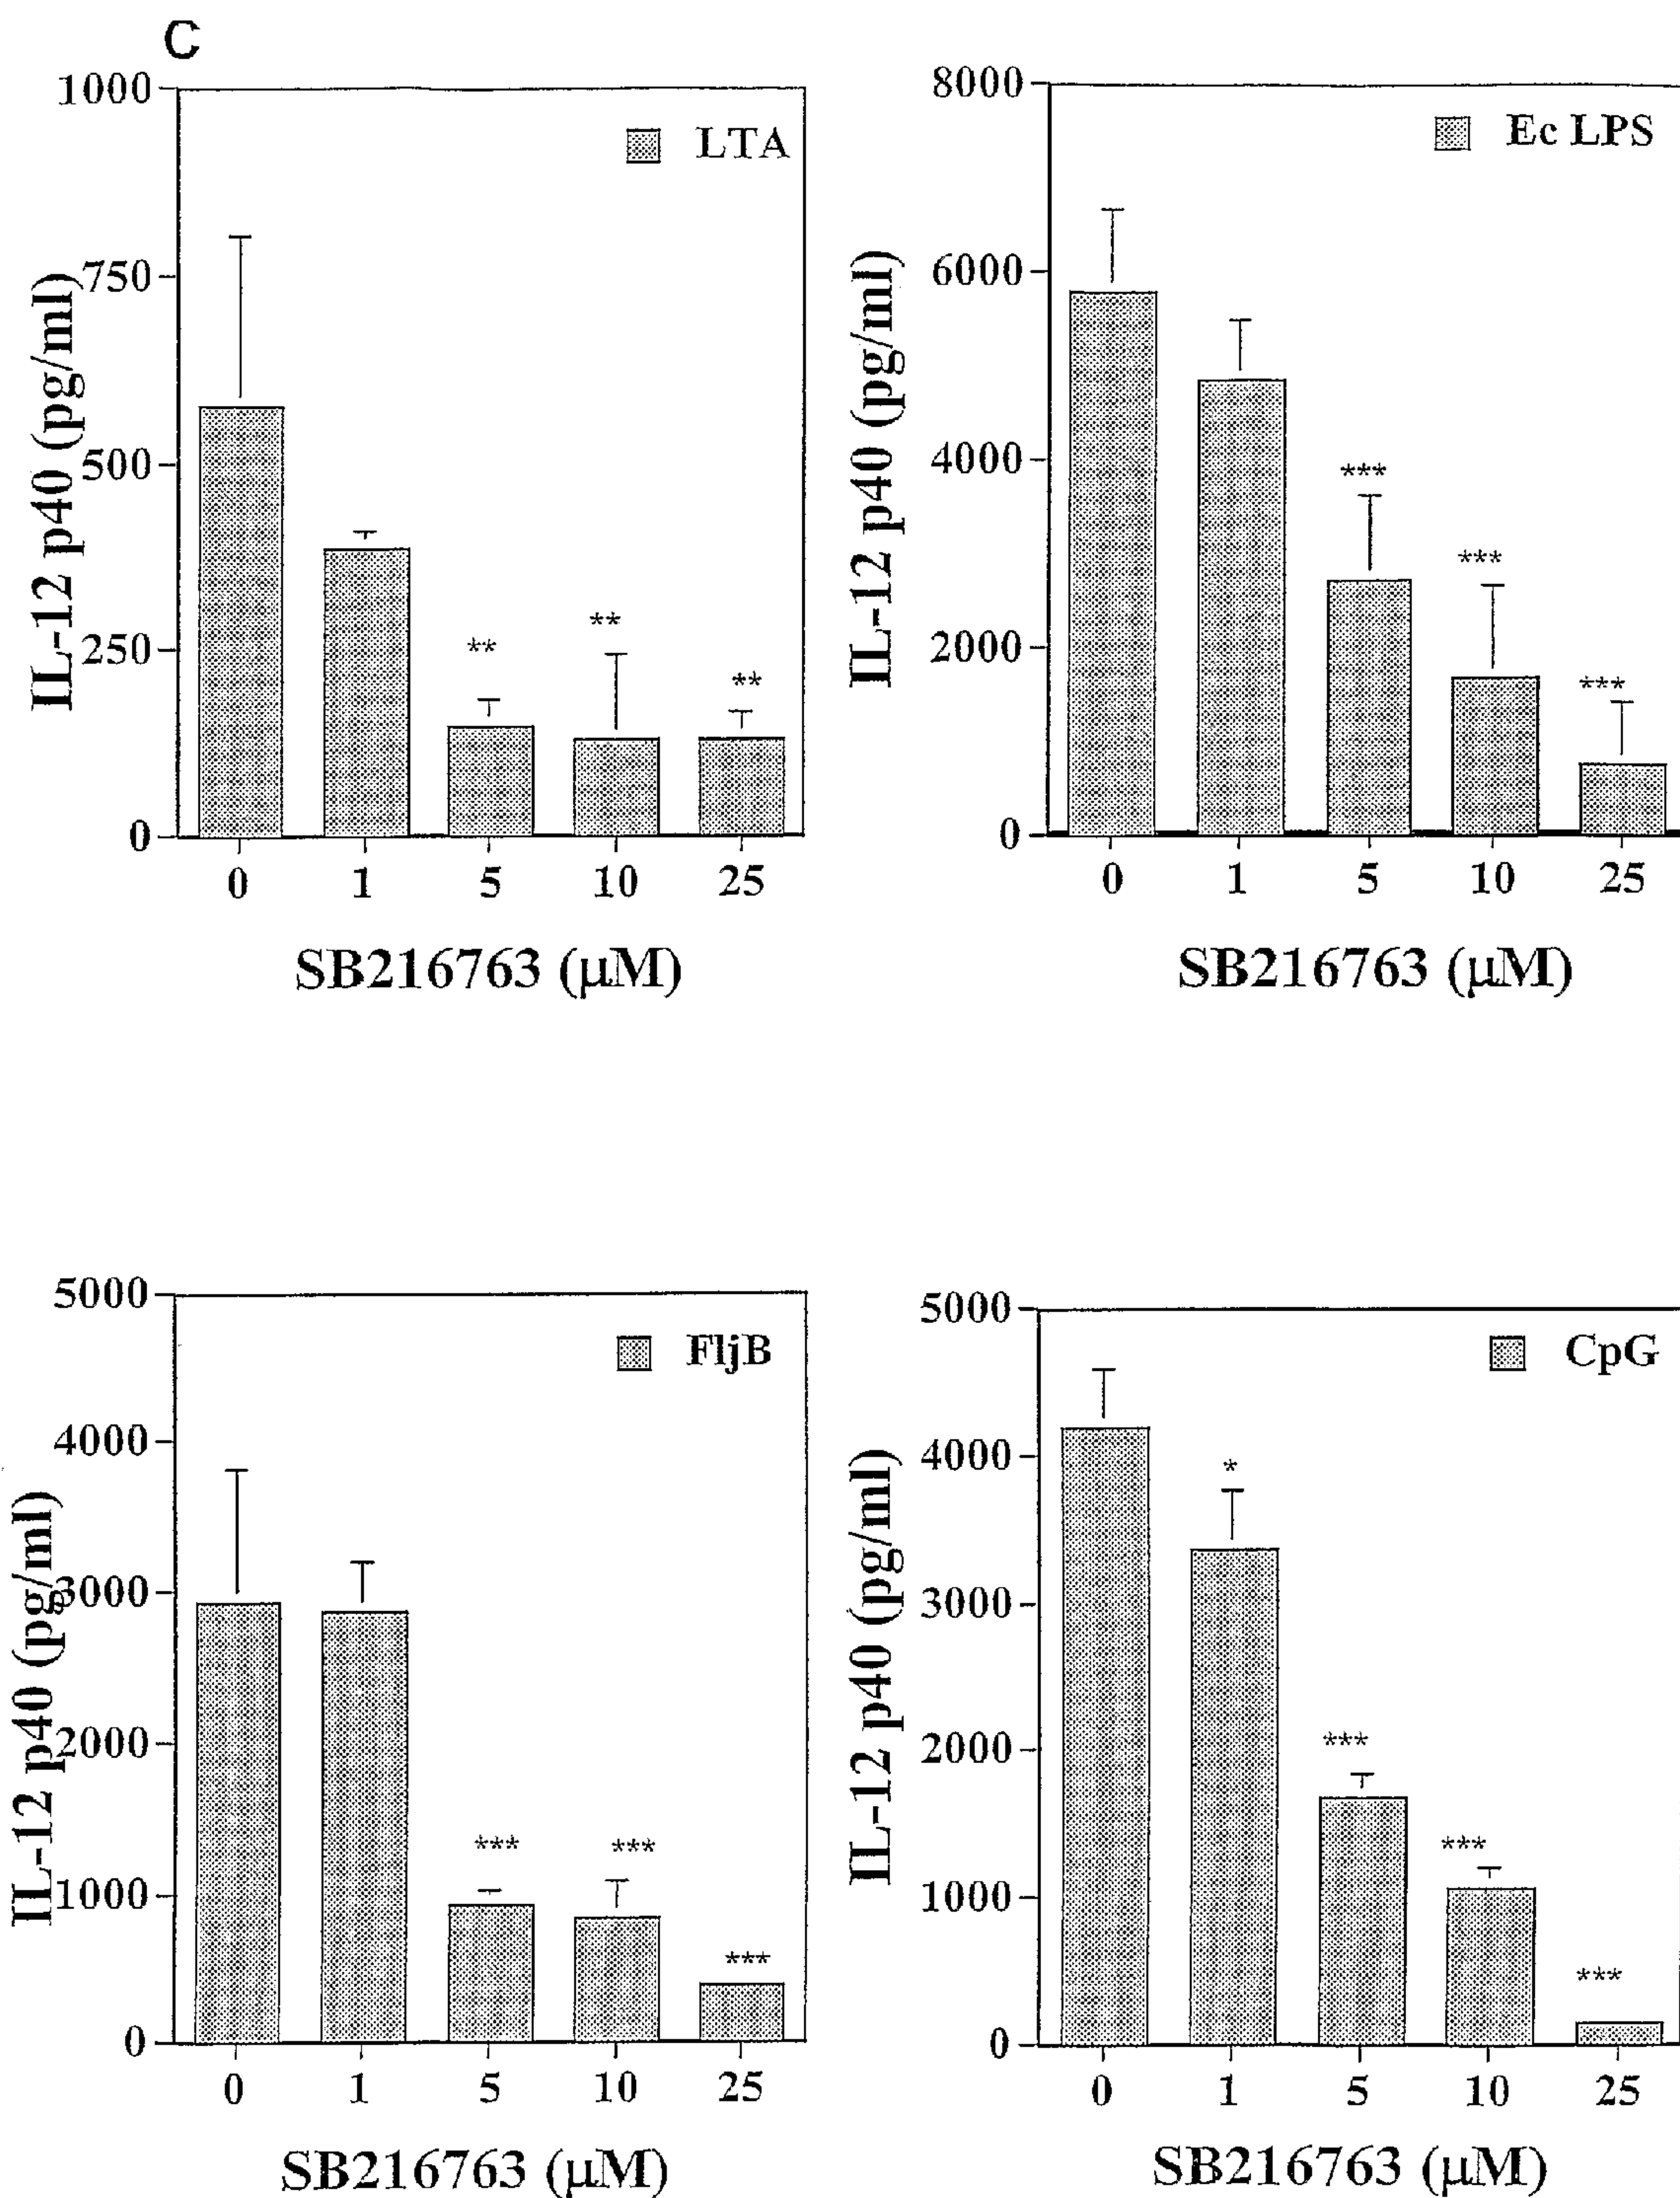 C
1000
750
500
250
0
IL-12 p40 (pg/ml)
LTA
**
**
**
0 1 5 10 25
SB216763 (μM)
8000
6000
4000
2000
0
IL-12 p40 (pg/ml)
Ec LPS
***
***
***
0 1 5 10 25
SB216763 (μM)
5000
4000
3000
2000
1000
0
IL-12 p40 (pg/ml)
FljB
***
***
***
0 1 5 10 25
SB216763 (μM)
5000
4000
3000
2000
1000
0
IL-12 p40 (pg/ml)
CpG
*
***
***
***
0 1 5 10 25
SB216763 (μM)